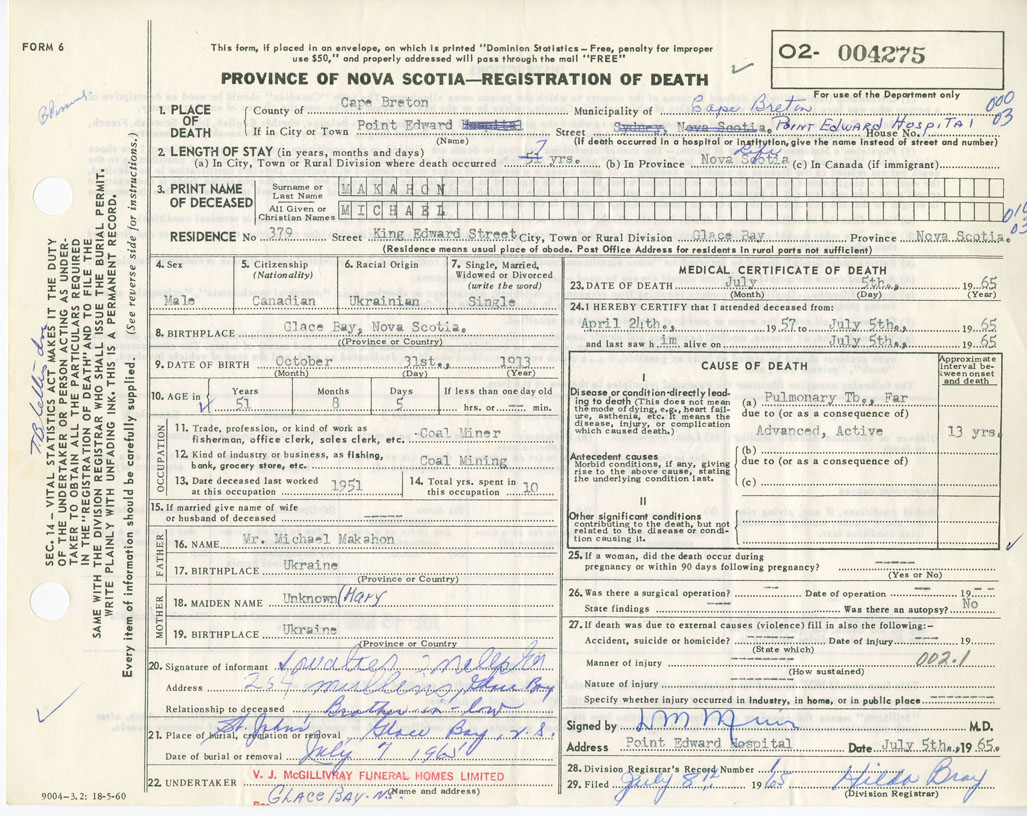 FORM 6
This form, if placed in an envelope, on which is printed "Dominion Statistics—Free, penalty for improper
use $50," and properly addressed will pass through the mail "FREE"
PROVINCE OF NOVA SCOTIA—REGISTRATION OF DEATH
02- 004275
For use of the Department only
000
03
1. PLACE OF DEATH
County of Cape Breton
Municipality of Cape Breton
If in City or Town Point Edward Hospital Street Sydney, Nova Scotia. POINT EDWARD HOSPITAL House No.
(Name) (If death occurred in a hospital or institution, give the name instead of street and number)
2. LENGTH OF STAY (in years, months and days)
(a) In City, Town or Rural Division where death occurred 51 7 yrs. (b) In Province Nova Scotia Life (c) In Canada (if immigrant)
3. PRINT NAME OF DECEASED
Surname or Last Name MAKAHON
All Given or Christian Names MICHAEL
RESIDENCE No 379 Street King Edward Street City, Town or Rural Division Glace Bay Province Nova Scotia.
(Residence means usual place of abode. Post Office Address for residents in rural parts not sufficient)
4. Sex
Male
5. Citizenship
(Nationality)
Canadian
6. Racial Origin
Ukrainian
7. Single, Married, Widowed or Divorced
(write the word)
Single
8. BIRTHPLACE Glace Bay, Nova Scotia.
(Province or Country)
9. DATE OF BIRTH October 31st., 1913
(Month) (Day) (Year)
10. AGE in Years Months Days If less than one day old
51 8 5 hrs. or min.
OCCUPATION
11. Trade, profession, or kind of work as
fisherman, office clerk, sales clerk, etc. Coal Miner
12. Kind of industry or business, as fishing,
bank, grocery store, etc. Coal Mining
13. Date deceased last worked
at this occupation 1951
14. Total yrs. spent in
this occupation 10
15. If married give name of wife
or husband of deceased -----
FATHER
16. NAME Mr. Michael Makahon
17. BIRTHPLACE Ukraine
(Province or Country)
MOTHER
18. MAIDEN NAME Unknown (Mary
19. BIRTHPLACE Ukraine
(Province or Country)
20. Signature of informant
Address 254 Mullens, Glace Bay
Relationship to deceased Brother-in-low
21. Place of burial, cremation or removal St. John's Glace Bay, N.S.
Date of burial or removal July 7 1965
22. UNDERTAKER V. J. McGILLIVRAY FUNERAL HOMES LIMITED
GLACE BAY- N.S. (Name and address)
9004-3.2: 18-5-60
MEDICAL CERTIFICATE OF DEATH
23. DATE OF DEATH July 5th., 1965
(Month) (Day) (Year)
24. I HEREBY CERTIFY that I attended deceased from:
April 24th., 1957 to July 5th., 1965
and last saw him alive on July 5th., 1965
CAUSE OF DEATH
Approximate interval between onset and death
I
Disease or condition directly leading to death (This does not mean the mode of dying, e.g., heart failure, asthenia, etc. It means the disease, injury, or complication which caused death.)
(a) Pulmonary Tb., Far
due to (or as a consequence of)
Advanced, Active 13 yrs.
Antecedent causes
Morbid conditions, if any, giving rise to the above cause, stating the underlying condition last.
(b)
due to (or as a consequence of)
(c)
II
Other significant conditions
contributing to the death, but not related to the disease or condition causing it.
25. If a woman, did the death occur during
pregnancy or within 90 days following pregnancy? -----
(Yes or No)
26. Was there a surgical operation? -- Date of operation -- 19--
State findings --- Was there an autopsy? No
27. If death was due to external causes (violence) fill in also the following:-
Accident, suicide or homicide? --- Date of injury --- 19
(State which)
Manner of injury ----- 002.1
(How sustained)
Nature of injury -----
Specify whether injury occurred in industry, in home, or in public place -----
Signed by M.D.
Address Point Edward Hospital Date July 5th., 1965.
28. Division Registrar's Record Number
29. Filed July 8th 1965 Hilda Bray
(Division Registrar)
SEC. 14—VITAL STATISTICS ACT MAKES IT THE DUTY
OF THE UNDERTAKER OR PERSON ACTING AS UNDER-
TAKER TO OBTAIN ALL THE PARTICULARS REQUIRED
IN THE "REGISTRATION OF DEATH" AND TO FILE THE
SAME WITH THE DIVISION REGISTRAR WHO SHALL ISSUE THE BURIAL PERMIT.
WRITE PLAINLY WITH UNFADING INK. THIS IS A PERMANENT RECORD.
Every item of information should be carefully supplied. (See reverse side for instructions.)